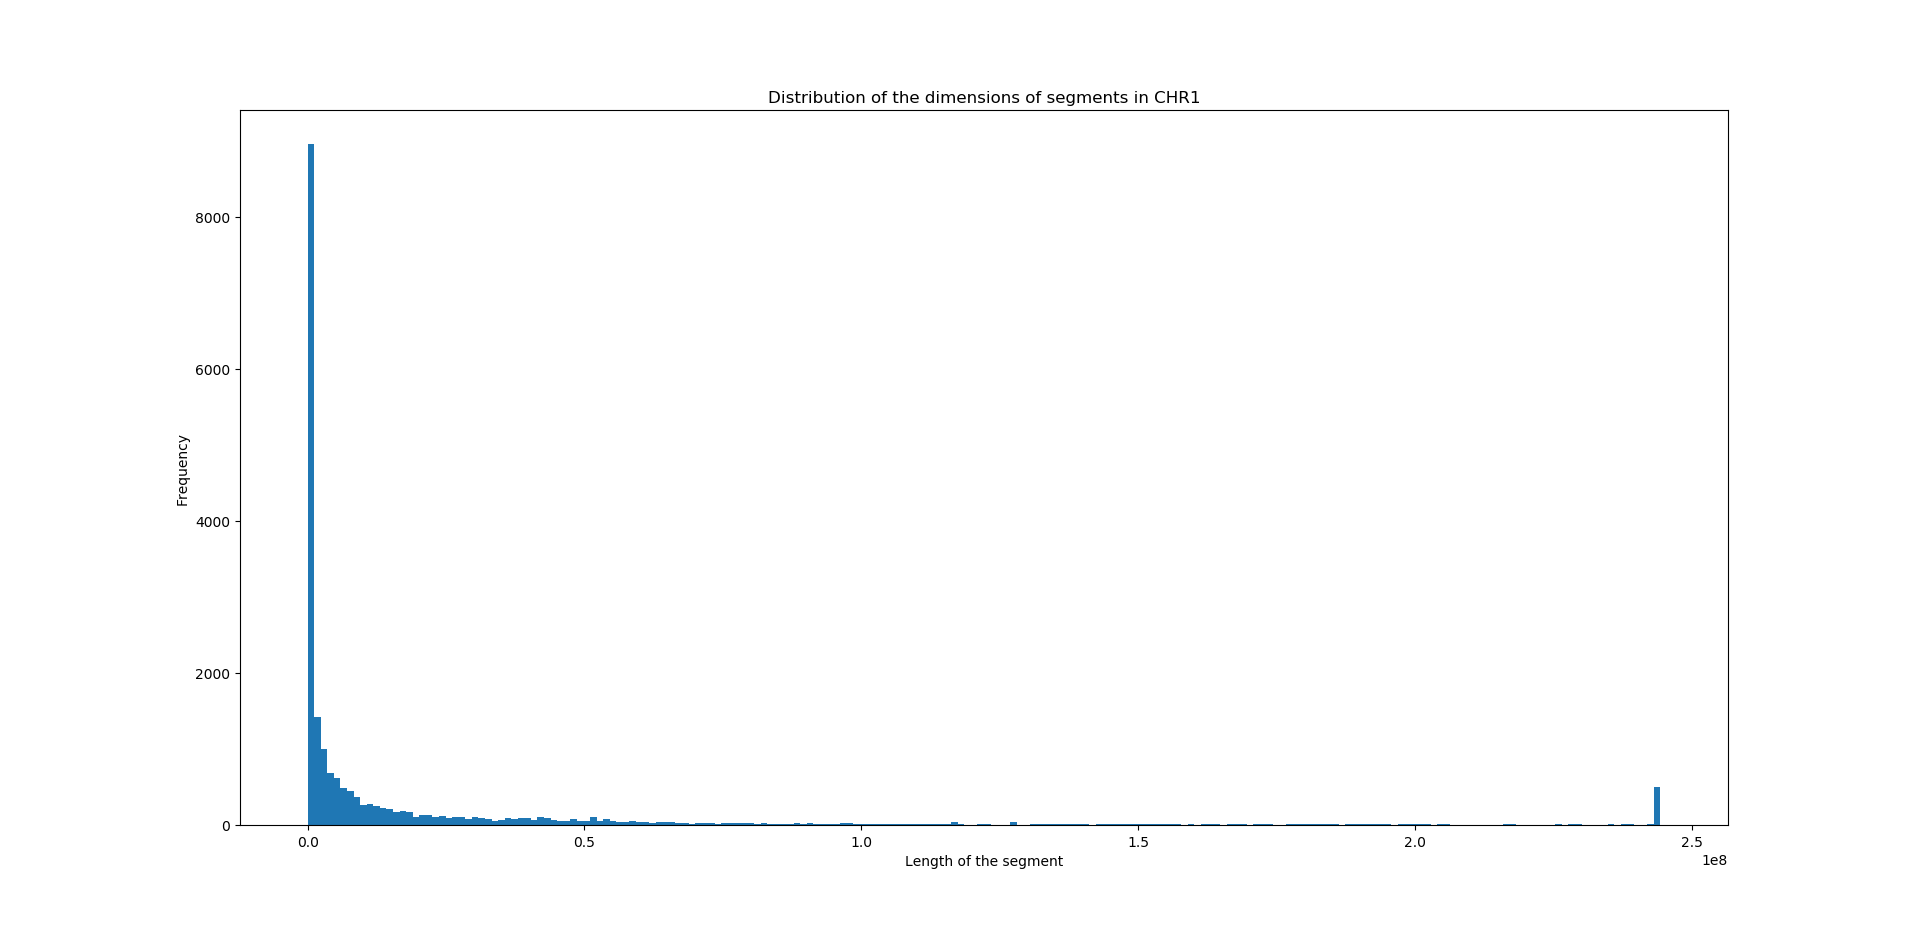 Distribution of the dimensions of segments in CHR1
8000
6000
4000
2000
0
Frequency
0.0 0.5 1.0 1.5 2.0 2.5
1e8
Length of the segment